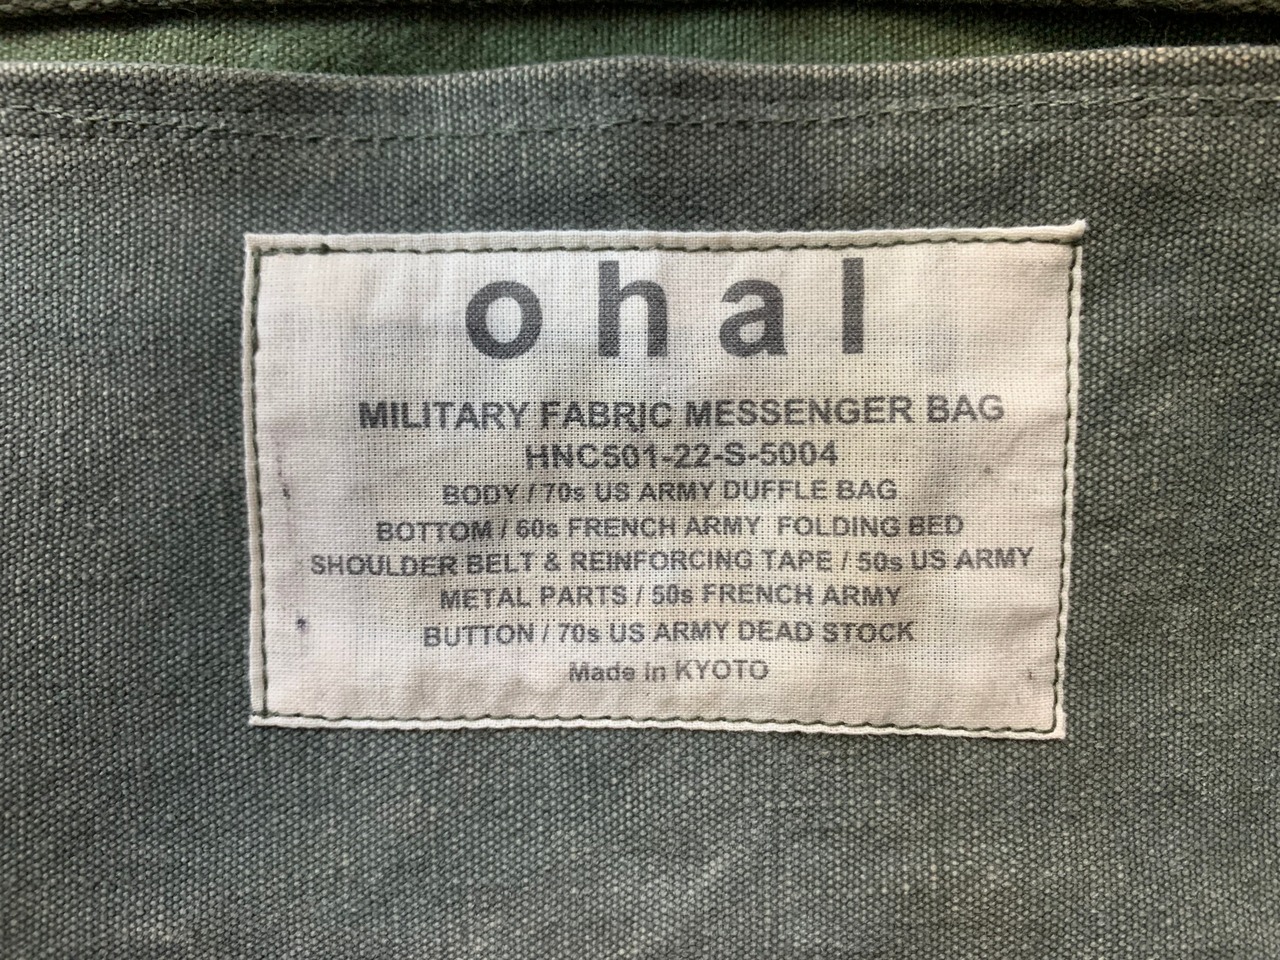 ohal
MILITARY FABRIC MESSENGER BAG
HNC501-22-S-5004
BODY / 70s US ARMY DUFFLE BAG
BOTTOM / 60s FRENCH ARMY FOLDING BED
SHOULDER BELT & REINFORCING TAPE / 50s US ARMY
METAL PARTS / 50s FRENCH ARMY
BUTTON / 70s US ARMY DEAD STOCK
Made in KYOTO